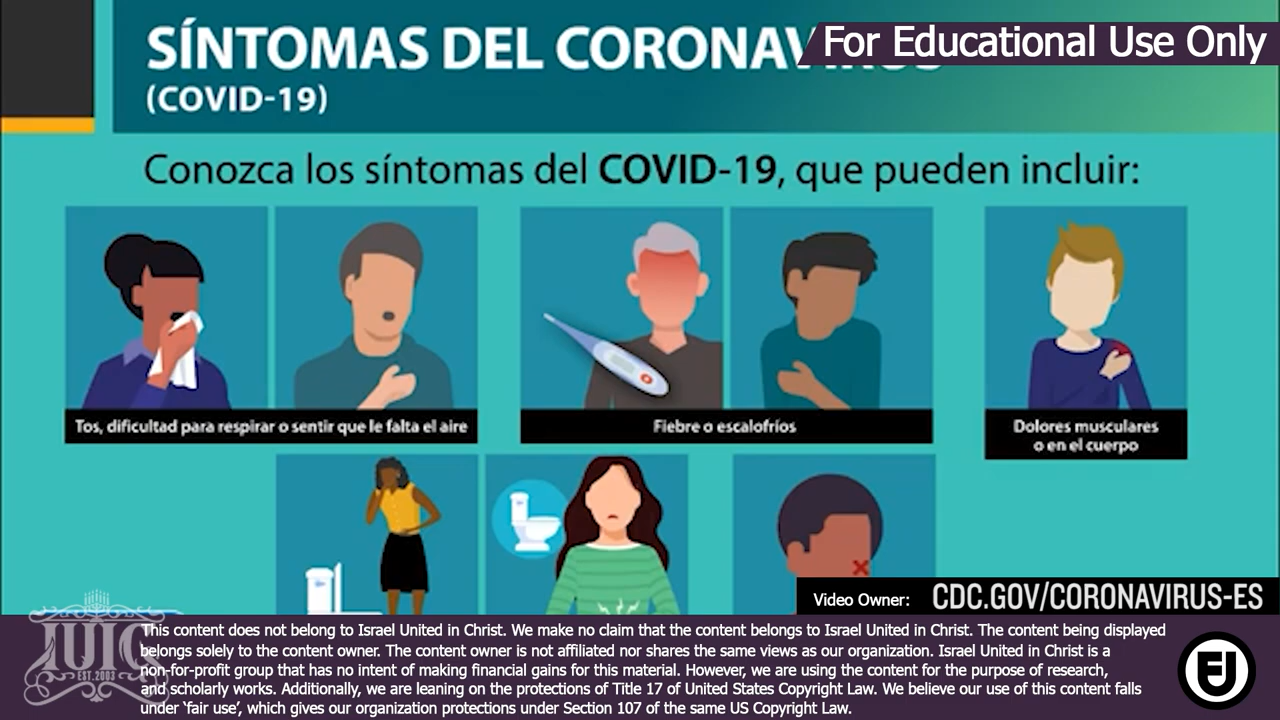 SÍNTOMAS DEL CORONAVIRUS
For Educational Use Only
(COVID-19)
Conozca los síntomas del COVID-19, que pueden incluir:
Tos, dificultad para respirar o sentir que le falta el aire
Fiebre o escalofríos
Dolores musculares
o en el cuerpo
Video Owner: CDC.GOV/CORONAVIRUS-ES
IUIC
EST. 2003
This content does not belong to Israel United in Christ. We make no claim that the content belongs to Israel United in Christ. The content being displayed
belongs solely to the content owner. The content owner is not affiliated nor shares the same views as our organization. Israel United in Christ is a
non-for-profit group that has no intent of making financial gains for this material. However, we are using the content for the purpose of research,
and scholarly works. Additionally, we are leaning on the protections of Title 17 of United States Copyright Law. We believe our use of this content falls
under 'fair use', which gives our organization protections under Section 107 of the same US Copyright Law.